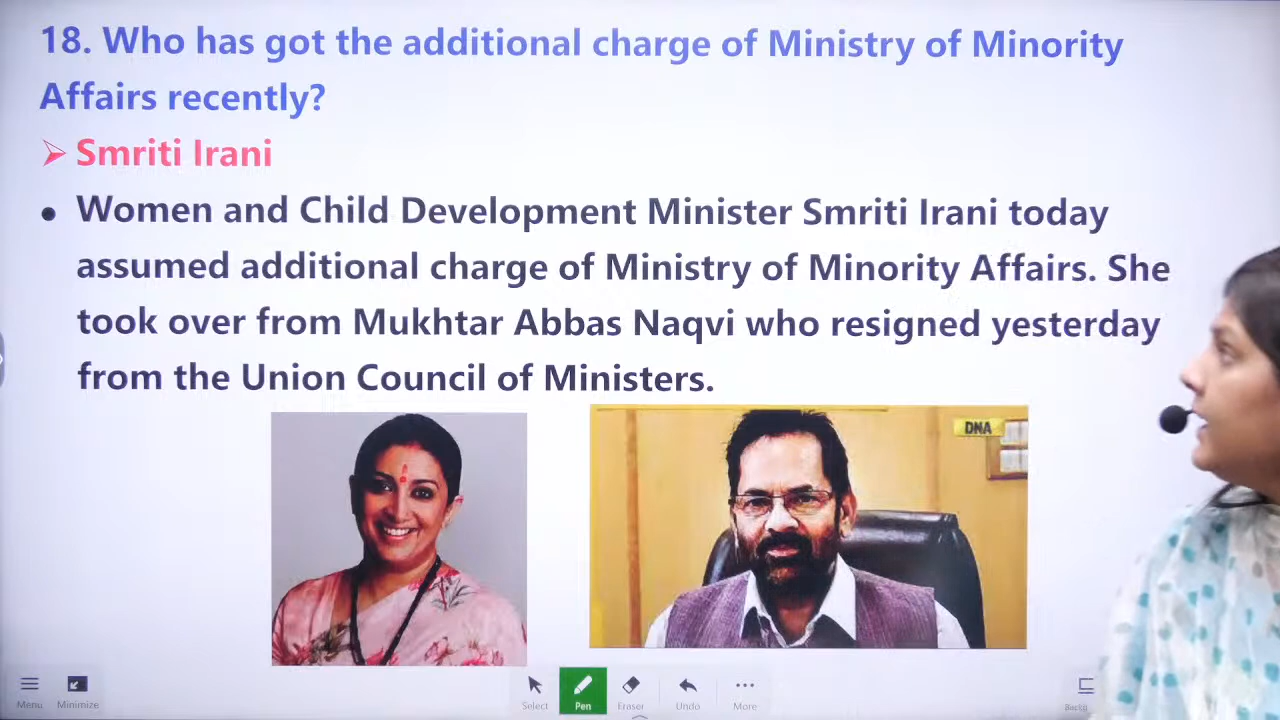 18. Who has got the additional charge of Ministry of Minority
Affairs recently?
➢ Smriti Irani
• Women and Child Development Minister Smriti Irani today
assumed additional charge of Ministry of Minority Affairs. She
took over from Mukhtar Abbas Naqvi who resigned yesterday
from the Union Council of Ministers.
DNA
Menu
Minimize
Select
Pen
Eraser
Undo
More